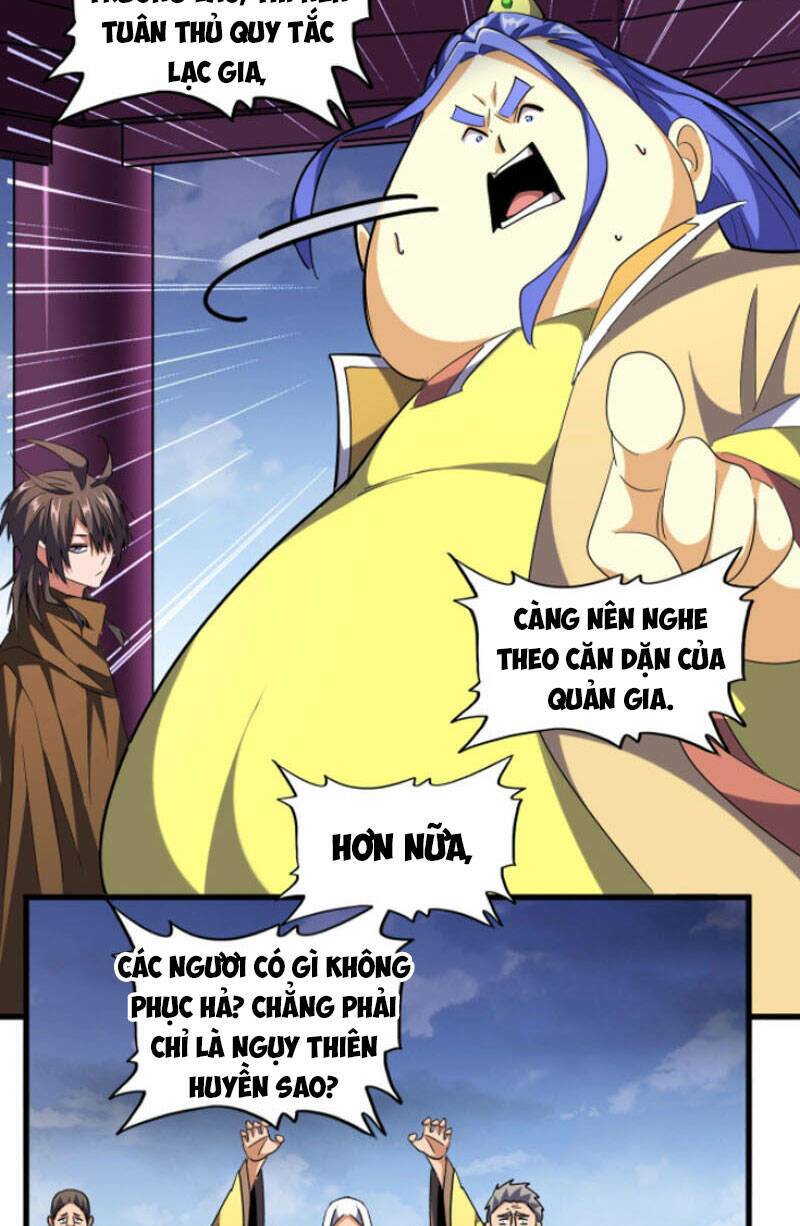 TUÂN THỦ QUY TẮC
LẠC GIA,
CÀNG NÊN NGHE
THEO CĂN DẶN CỦA
QUẢN GIA.
HƠN NỮA,
CÁC NGƯƠI CÓ GÌ KHÔNG
PHỤC HẢ? CHẲNG PHẢI
CHỈ LÀ NGỤY THIÊN
HUYỀN SAO?